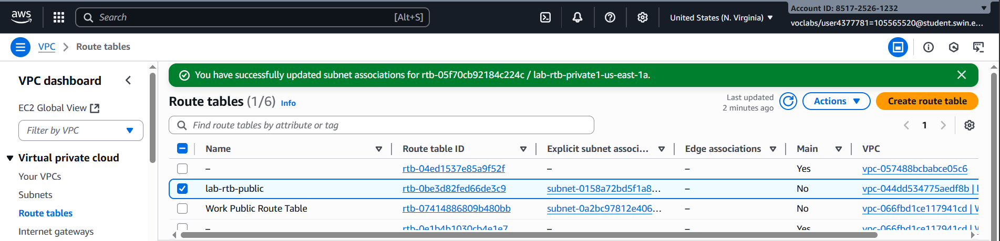 aws
Search [Alt+S]
United States (N. Virginia)
Account ID: 8517-2526-1232
voclabs/user4377781=105565520@student.swin.e...
VPC
Route tables
VPC dashboard
EC2 Global View
Filter by VPC
Virtual private cloud
Your VPCs
Subnets
Route tables
Internet gateways
You have successfully updated subnet associations for rtb-05f70cb92184c224c / lab-rtb-private1-us-east-1a.
Route tables (1/6) Info
Last updated
2 minutes ago
Actions
Create route table
Find route tables by attribute or tag
1
Name Route table ID Explicit subnet associ... Edge associations Main VPC
– rtb-04ed1537e85a9f52f – – Yes vpc-057488bcbabce05c6
lab-rtb-public rtb-0be3d82fed66de3c9 subnet-0158a72bd5f1a8... – No vpc-044dd534775aedf8b |
Work Public Route Table rtb-07414886809b480bb subnet-0a2bc97812e406... – No vpc-066fbd1ce117941cd |
– rtb-0e1b4b1030cb4e1e7 – – Yes vpc-066fbd1ce117941cd |